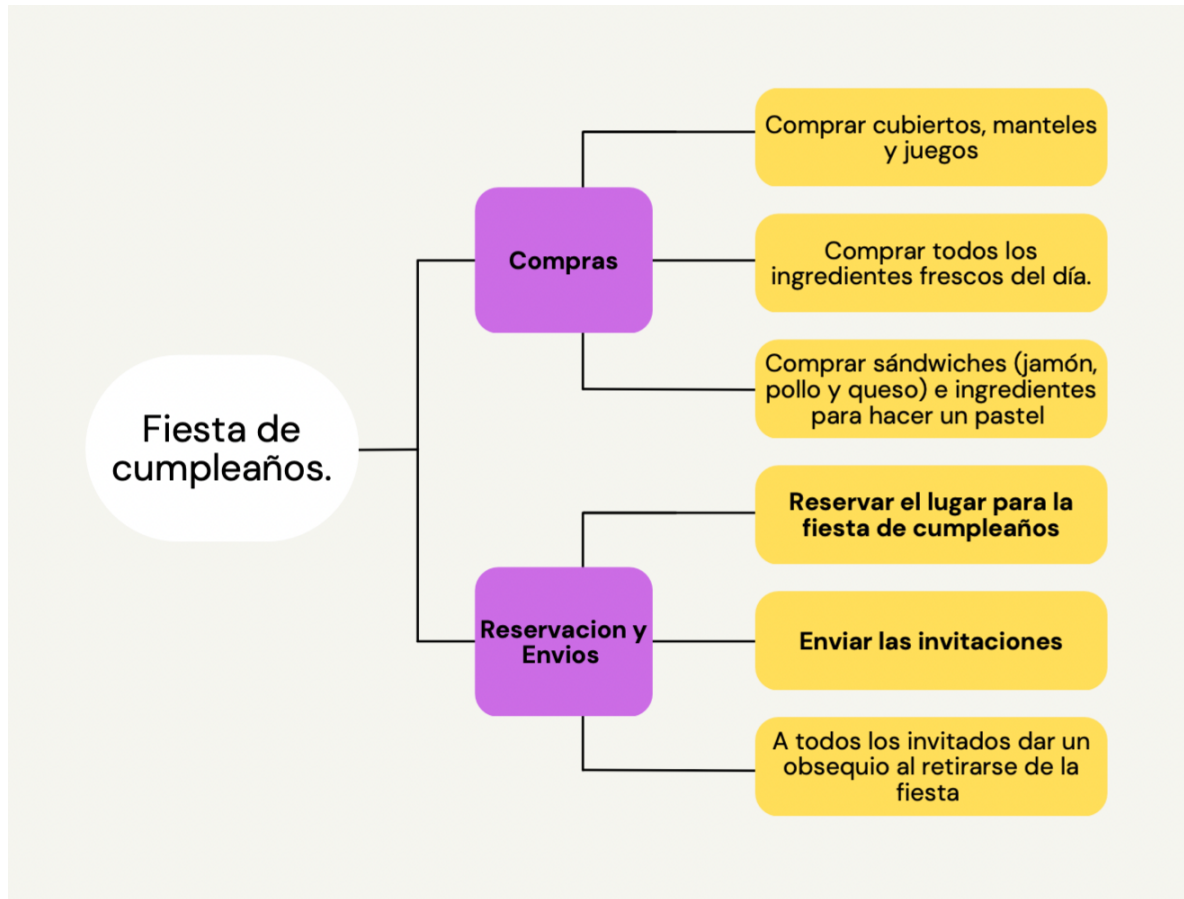 Fiesta de
cumpleaños.
Compras
Comprar cubiertos, manteles
y juegos
Comprar todos los
ingredientes frescos del día.
Comprar sándwiches (jamón,
pollo y queso) e ingredientes
para hacer un pastel
Reservacion y
Envios
Reservar el lugar para la
fiesta de cumpleaños
Enviar las invitaciones
A todos los invitados dar un
obsequio al retirarse de la
fiesta